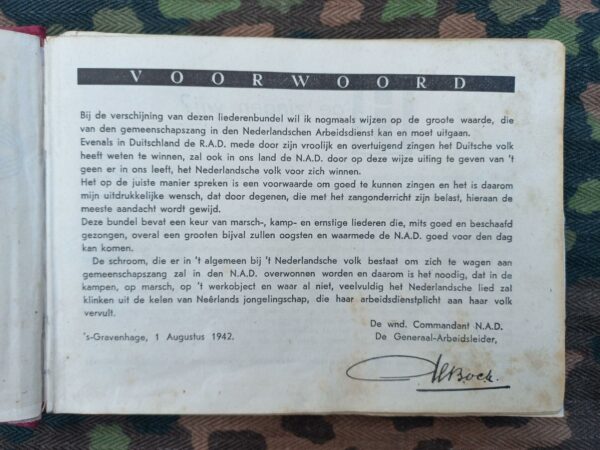 VOORWOORD
Bij de verschijning van dezen liederenbundel wil ik nogmaals wijzen op de groote waarde, die
van den gemeenschapszang in den Nederlandschen Arbeidsdienst kan en moet uitgaan.
Evenals in Duitschland de R.A.D. mede door zijn vroolijk en overtuigend zingen het Duitsche volk
heeft weten te winnen, zal ook in ons land de N.A.D. door op deze wijze uiting te geven van 't
geen er in ons leeft, het Nederlandsche volk voor zich winnen.
Het op de juiste manier spreken is een voorwaarde om goed te kunnen zingen en het is daarom
mijn uitdrukkelijke wensch, dat door degenen, die met het zangonderricht zijn belast, hieraan de
meeste aandacht wordt gewijd.
Deze bundel bevat een keur van marsch-, kamp- en ernstige liederen die, mits goed en beschaafd
gezongen, overal een grooten bijval zullen oogsten en waarmede de N.A.D. goed voor den dag
kan komen.
De schroom, die er in 't algemeen bij 't Nederlandsche volk bestaat om zich te wagen aan
gemeenschapszang zal in den N.A.D. overwonnen worden en daarom is het noodig, dat in de
kampen, op marsch, op 't werkobject en waar al niet, veelvuldig het Nederlandsche lied zal
klinken uit de kelen van Neêrlands jongelingschap, die haar arbeidsdienstplicht aan haar volk
vervult.
De wnd. Commandant N.A.D.
's-Gravenhage, 1 Augustus 1942.
De Generaal-Arbeidsleider,
Bock.